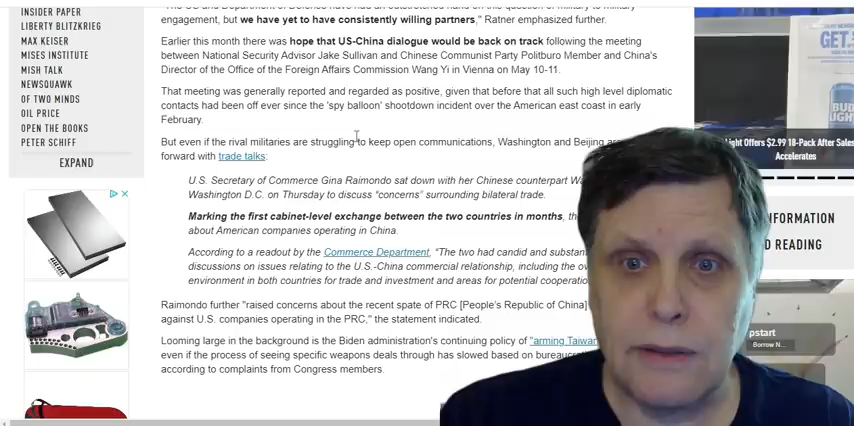 INSIDER PAPER
LIBERTY BLITZKRIEG
MAX KEISER
MISES INSTITUTE
MISH TALK
NEWSQUAWK
OF TWO MINDS
OIL PRICE
OPEN THE BOOKS
PETER SCHIFF
EXPAND
engagement, but we have yet to have consistently willing partners," Ratner emphasized further.
Earlier this month there was hope that US-China dialogue would be back on track following the meeting
between National Security Advisor Jake Sullivan and Chinese Communist Party Politburo Member and China's
Director of the Office of the Foreign Affairs Commission Wang Yi in Vienna on May 10-11.
That meeting was generally reported and regarded as positive, given that before that all such high level diplomatic
contacts had been off ever since the 'spy balloon' shootdown incident over the American east coast in early
February.
But even if the rival militaries are struggling to keep open communications, Washington and Beijing
forward with trade talks:
U.S. Secretary of Commerce Gina Raimondo sat down with her Chinese counterpart
Washington D.C. on Thursday to discuss "concerns" surrounding bilateral trade.
Marking the first cabinet-level exchange between the two countries in months,
about American companies operating in China.
According to a readout by the Commerce Department, "The two had candid and
discussions on issues relating to the U.S.-China commercial relationship, including the
environment in both countries for trade and investment and areas for potential
Raimondo further "raised concerns about the recent spate of PRC [People's Republic of China]
against U.S. companies operating in the PRC," the statement indicated.
Looming large in the background is the Biden administration's continuing policy of "arming Taiwan
even if the process of seeing specific weapons deals through has slowed based on
according to complaints from Congress members.
GET
BUD
Offers $2.99 18-Pack After Sales
Accelerates
READING
Borrow N...